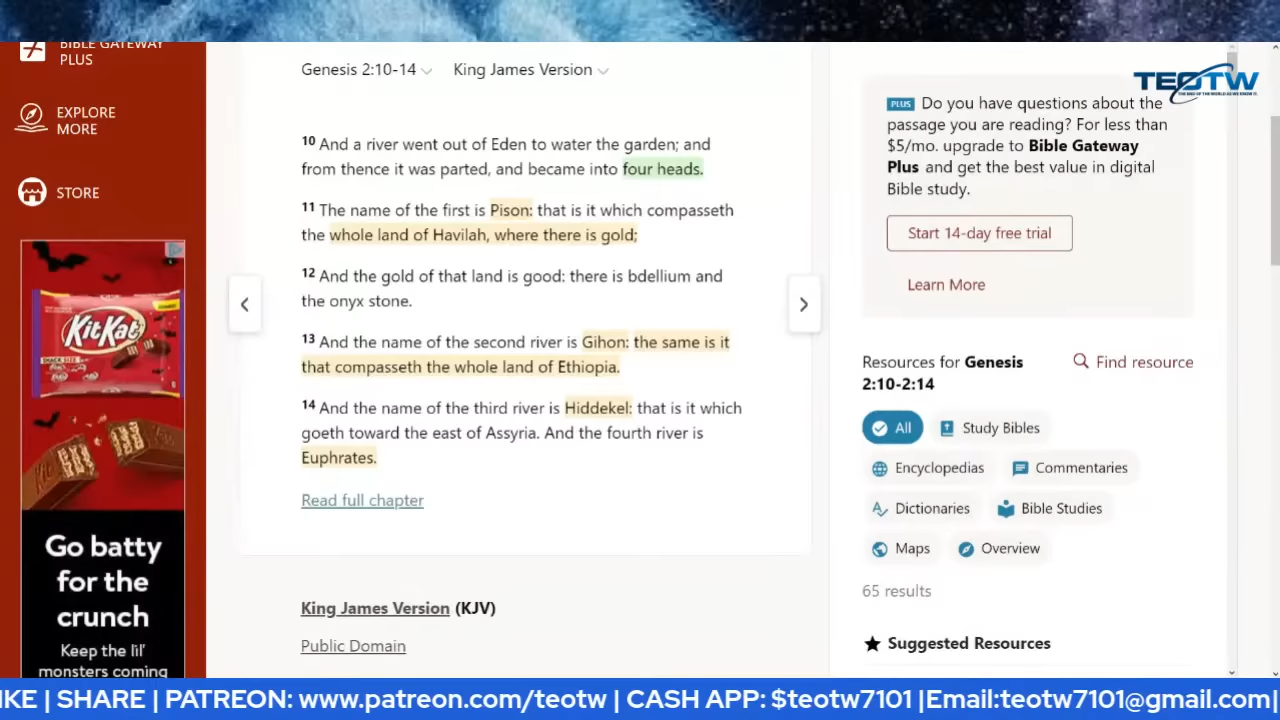 BIBLE GATEWAY
PLUS
EXPLORE
MORE
STORE
KitKat
Go batty
for the
crunch
Keep the lil'
monsters coming
Genesis 2:10-14
King James Version
10 And a river went out of Eden to water the garden; and
from thence it was parted, and became into four heads.
11 The name of the first is Pison: that is it which compasseth
the whole land of Havilah, where there is gold;
12 And the gold of that land is good: there is bdellium and
the onyx stone.
13 And the name of the second river is Gihon: the same is it
that compasseth the whole land of Ethiopia.
14 And the name of the third river is Hiddekel: that is it which
goeth toward the east of Assyria. And the fourth river is
Euphrates.
Read full chapter
King James Version (KJV)
Public Domain
TEOTW
THE END OF THE WORLD AS WE KNOW IT.
PLUS Do you have questions about the
passage you are reading? For less than
$5/mo. upgrade to Bible Gateway
Plus and get the best value in digital
Bible study.
Start 14-day free trial
Learn More
Resources for Genesis
2:10-2:14
Find resource
All
Study Bibles
Encyclopedias
Commentaries
Dictionaries
Bible Studies
Maps
Overview
65 results
Suggested Resources
IKE | SHARE | PATREON: www.patreon.com/teotw | CASH APP: $teotw7101 |Email:teotw7101@gmail.com|